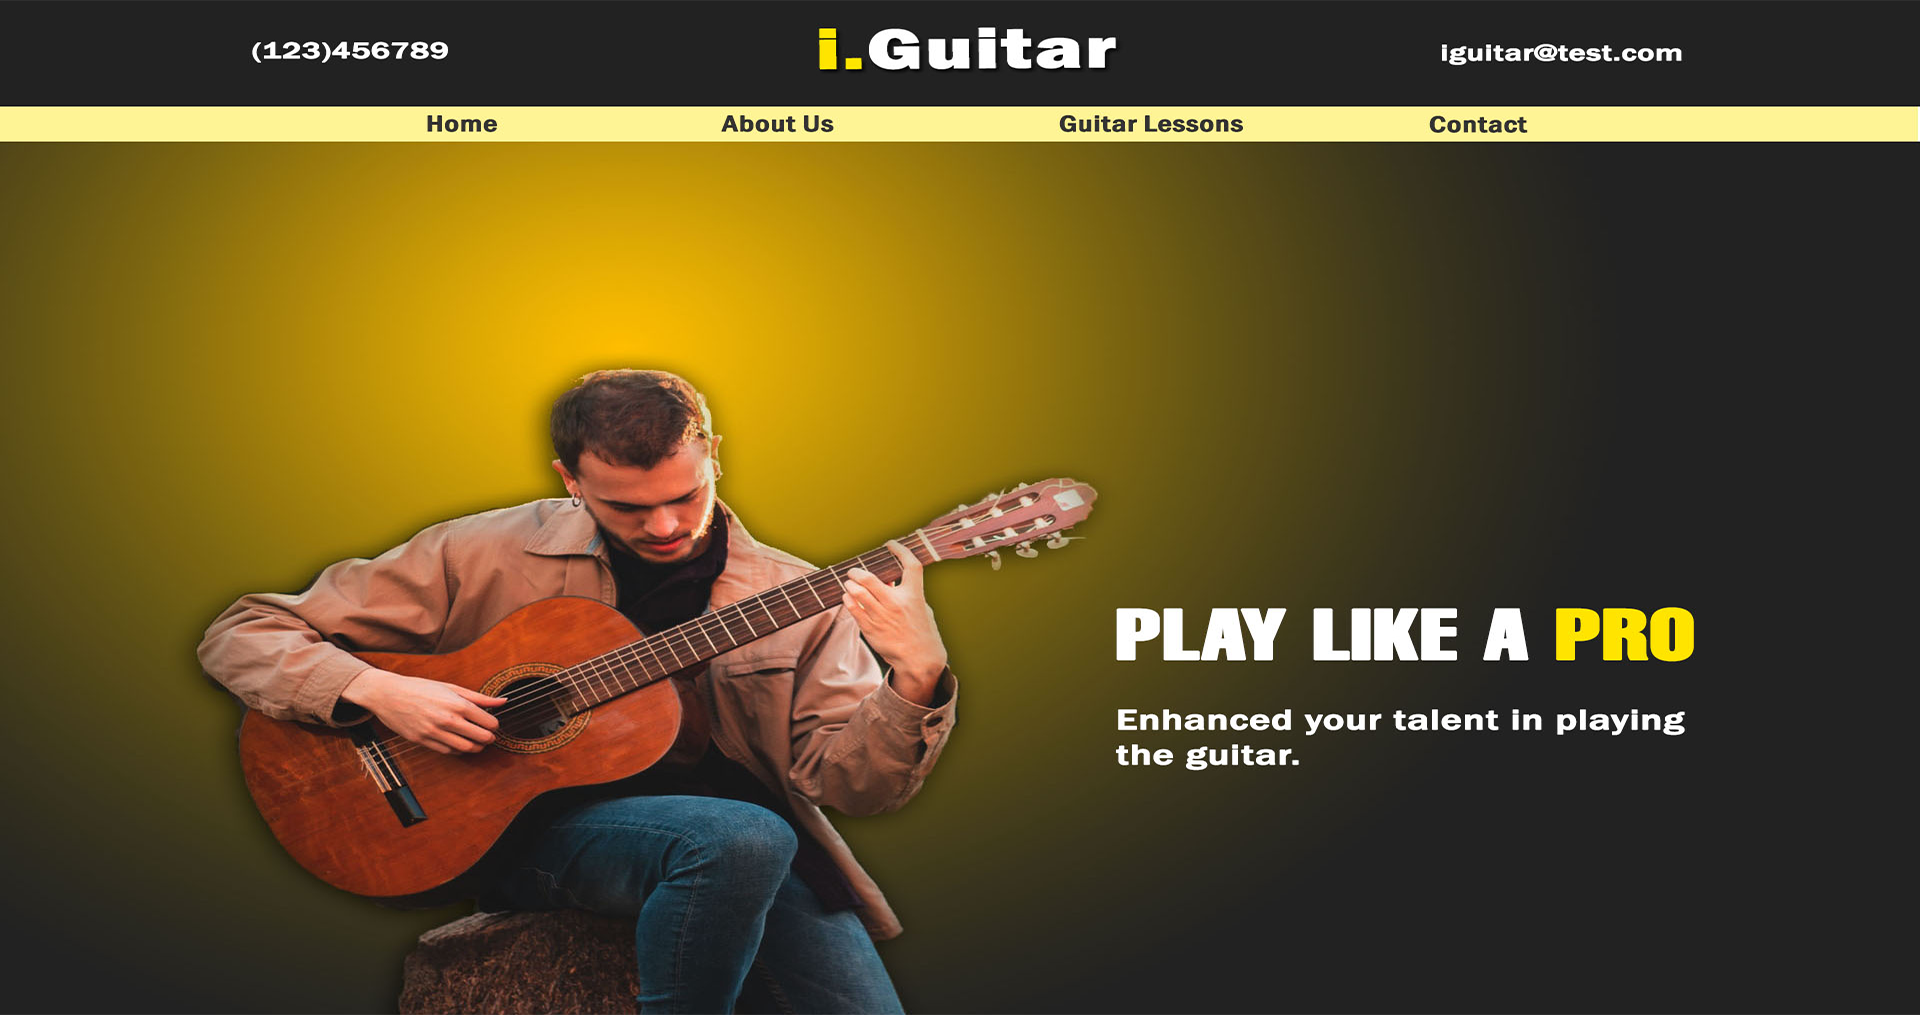 (123)456789
i.Guitar
iguitar@test.com
Home
About Us
Guitar Lessons
Contact
PLAY LIKE A PRO
Enhanced your talent in playing
the guitar.